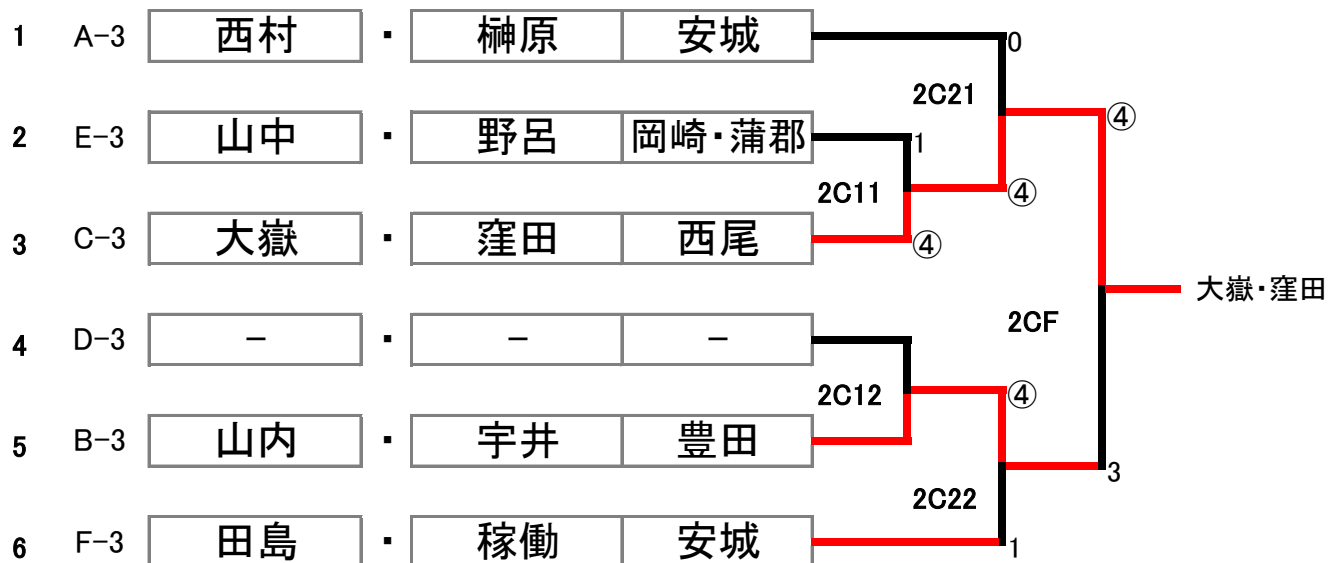 1 A-3 西村 ・ 榊原 安城
0
2C21
④
2 E-3 山中 ・ 野呂 岡崎・蒲郡
1
2C11
④
3 C-3 大嶽 ・ 窪田 西尾
④
大嶽・窪田
2CF
4 D-3 － ・ － －
2C12
④
5 B-3 山内 ・ 宇井 豊田
3
2C22
6 F-3 田島 ・ 稼働 安城
1